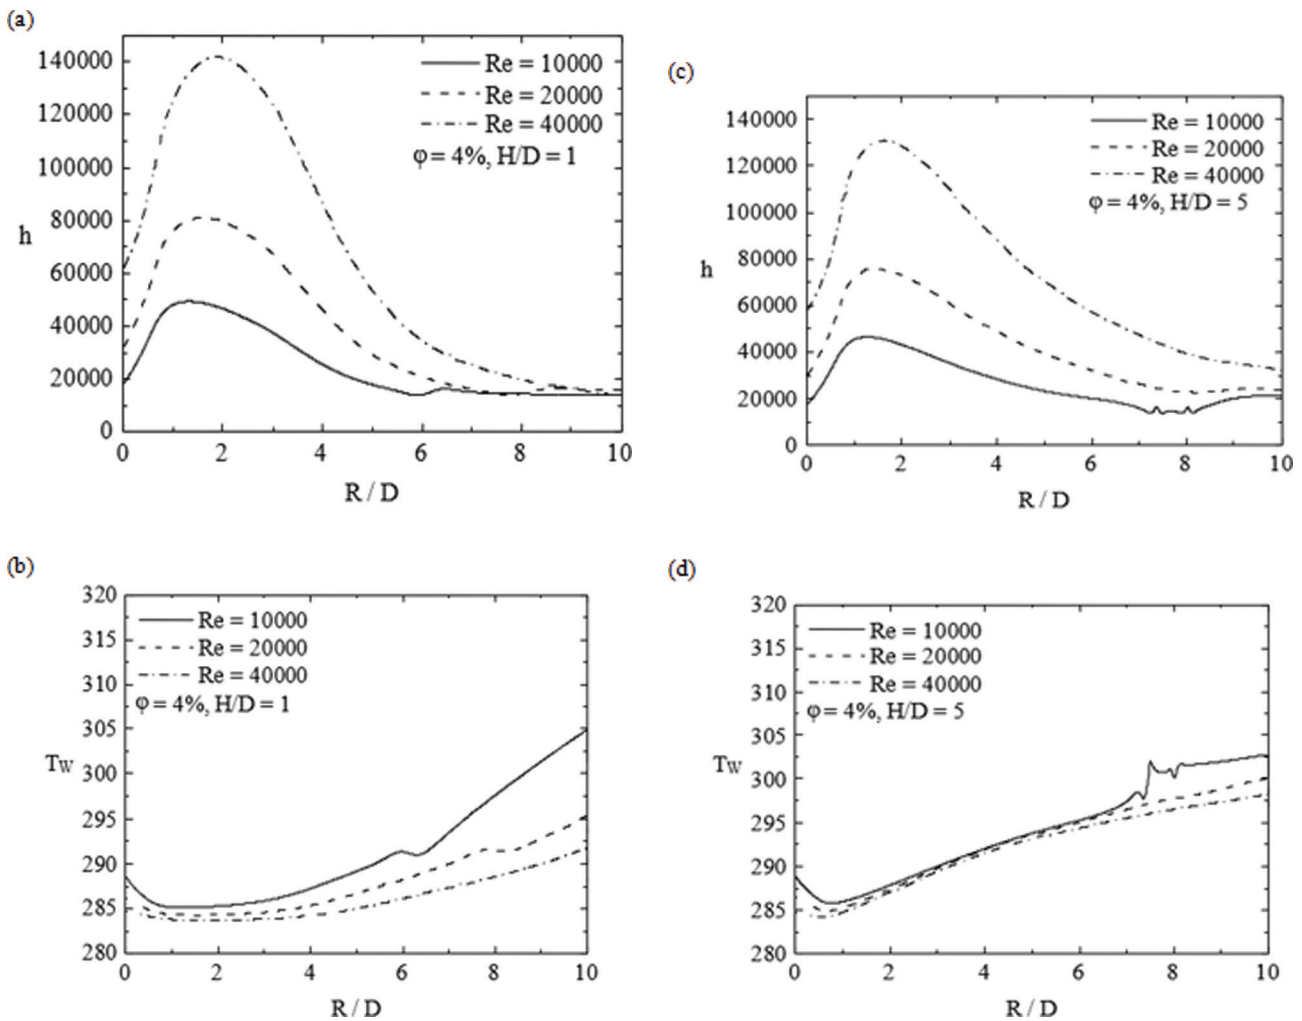 (a)
140000
120000
100000
80000
60000
40000
20000
0
h
Re = 10000
Re = 20000
Re = 40000
φ = 4%, H/D = 1
0 2 4 6 8 10
R / D
(c)
140000
120000
100000
80000
60000
40000
20000
0
h
Re = 10000
Re = 20000
Re = 40000
φ = 4%, H/D = 5
0 2 4 6 8 10
R / D
(b)
320
315
310
305
300
295
290
285
280
Tw
Re = 10000
Re = 20000
Re = 40000
φ = 4%, H/D = 1
0 2 4 6 8 10
R / D
(d)
320
315
310
305
300
295
290
285
280
Tw
Re = 10000
Re = 20000
Re = 40000
φ = 4%, H/D = 5
0 2 4 6 8 10
R / D